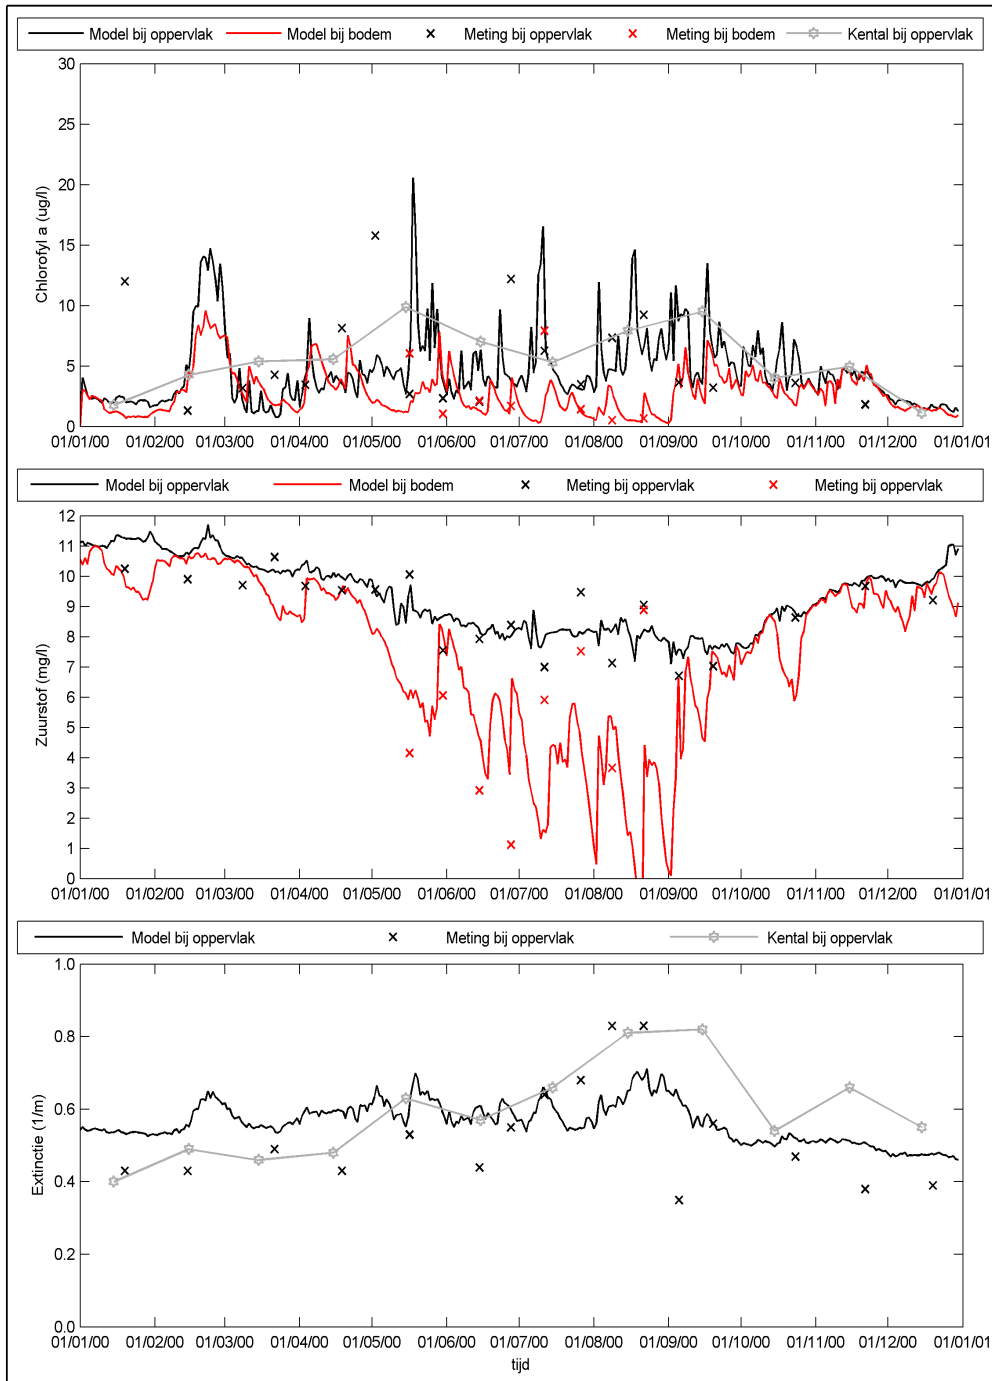 Model bij oppervlak Model bij bodem Meting bij oppervlak Meting bij bodem Kental bij oppervlak
30
25
20
15
10
5
0
Chlorofyl a (ug/l)
01/01/00 01/02/00 01/03/00 01/04/00 01/05/00 01/06/00 01/07/00 01/08/00 01/09/00 01/10/00 01/11/00 01/12/00 01/01/01
Model bij oppervlak Model bij bodem Meting bij oppervlak Meting bij oppervlak
12
11
10
9
8
7
6
5
4
3
2
1
0
Zuurstof (mg/l)
01/01/00 01/02/00 01/03/00 01/04/00 01/05/00 01/06/00 01/07/00 01/08/00 01/09/00 01/10/00 01/11/00 01/12/00 01/01/01
Model bij oppervlak Meting bij oppervlak Kental bij oppervlak
1.0
0.8
0.6
0.4
0.2
0.0
Extinctie (1/m)
01/01/00 01/02/00 01/03/00 01/04/00 01/05/00 01/06/00 01/07/00 01/08/00 01/09/00 01/10/00 01/11/00 01/12/00 01/01/01
tijd